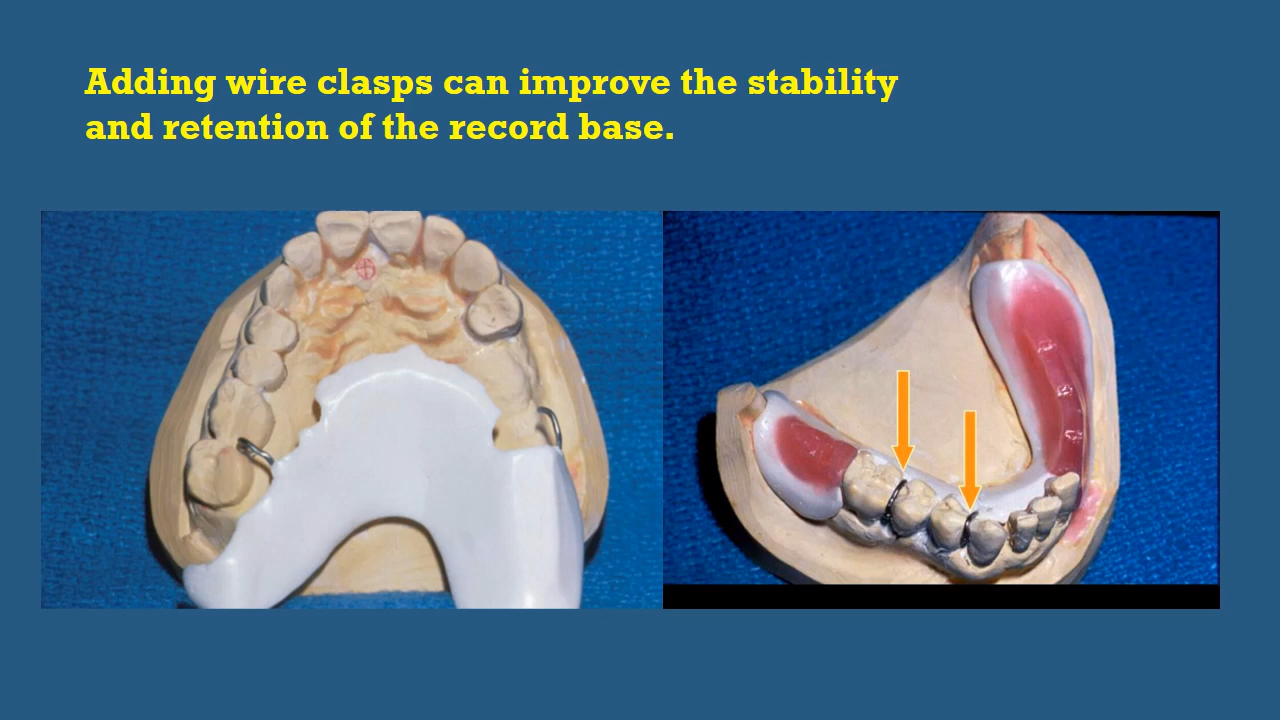 Adding wire clasps can improve the stability
and retention of the record base.